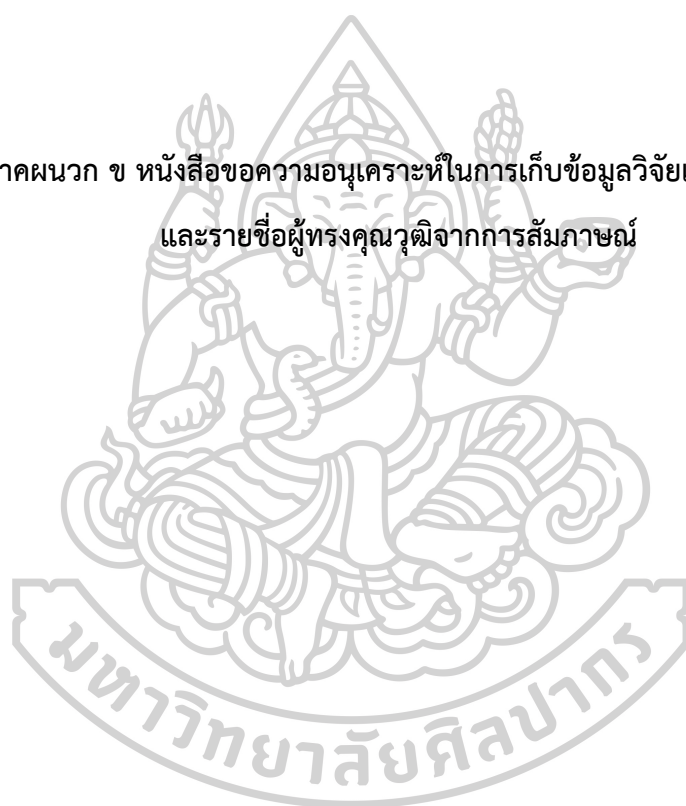 าคผนวก ข หนังสือขอความอนุเคราะห์ในการเก็บข้อมูลวิจัย
และรายชื่อผู้ทรงคุณวุฒิจากการสัมภาษณ์
มหาวิทยาลัยศิลปากร